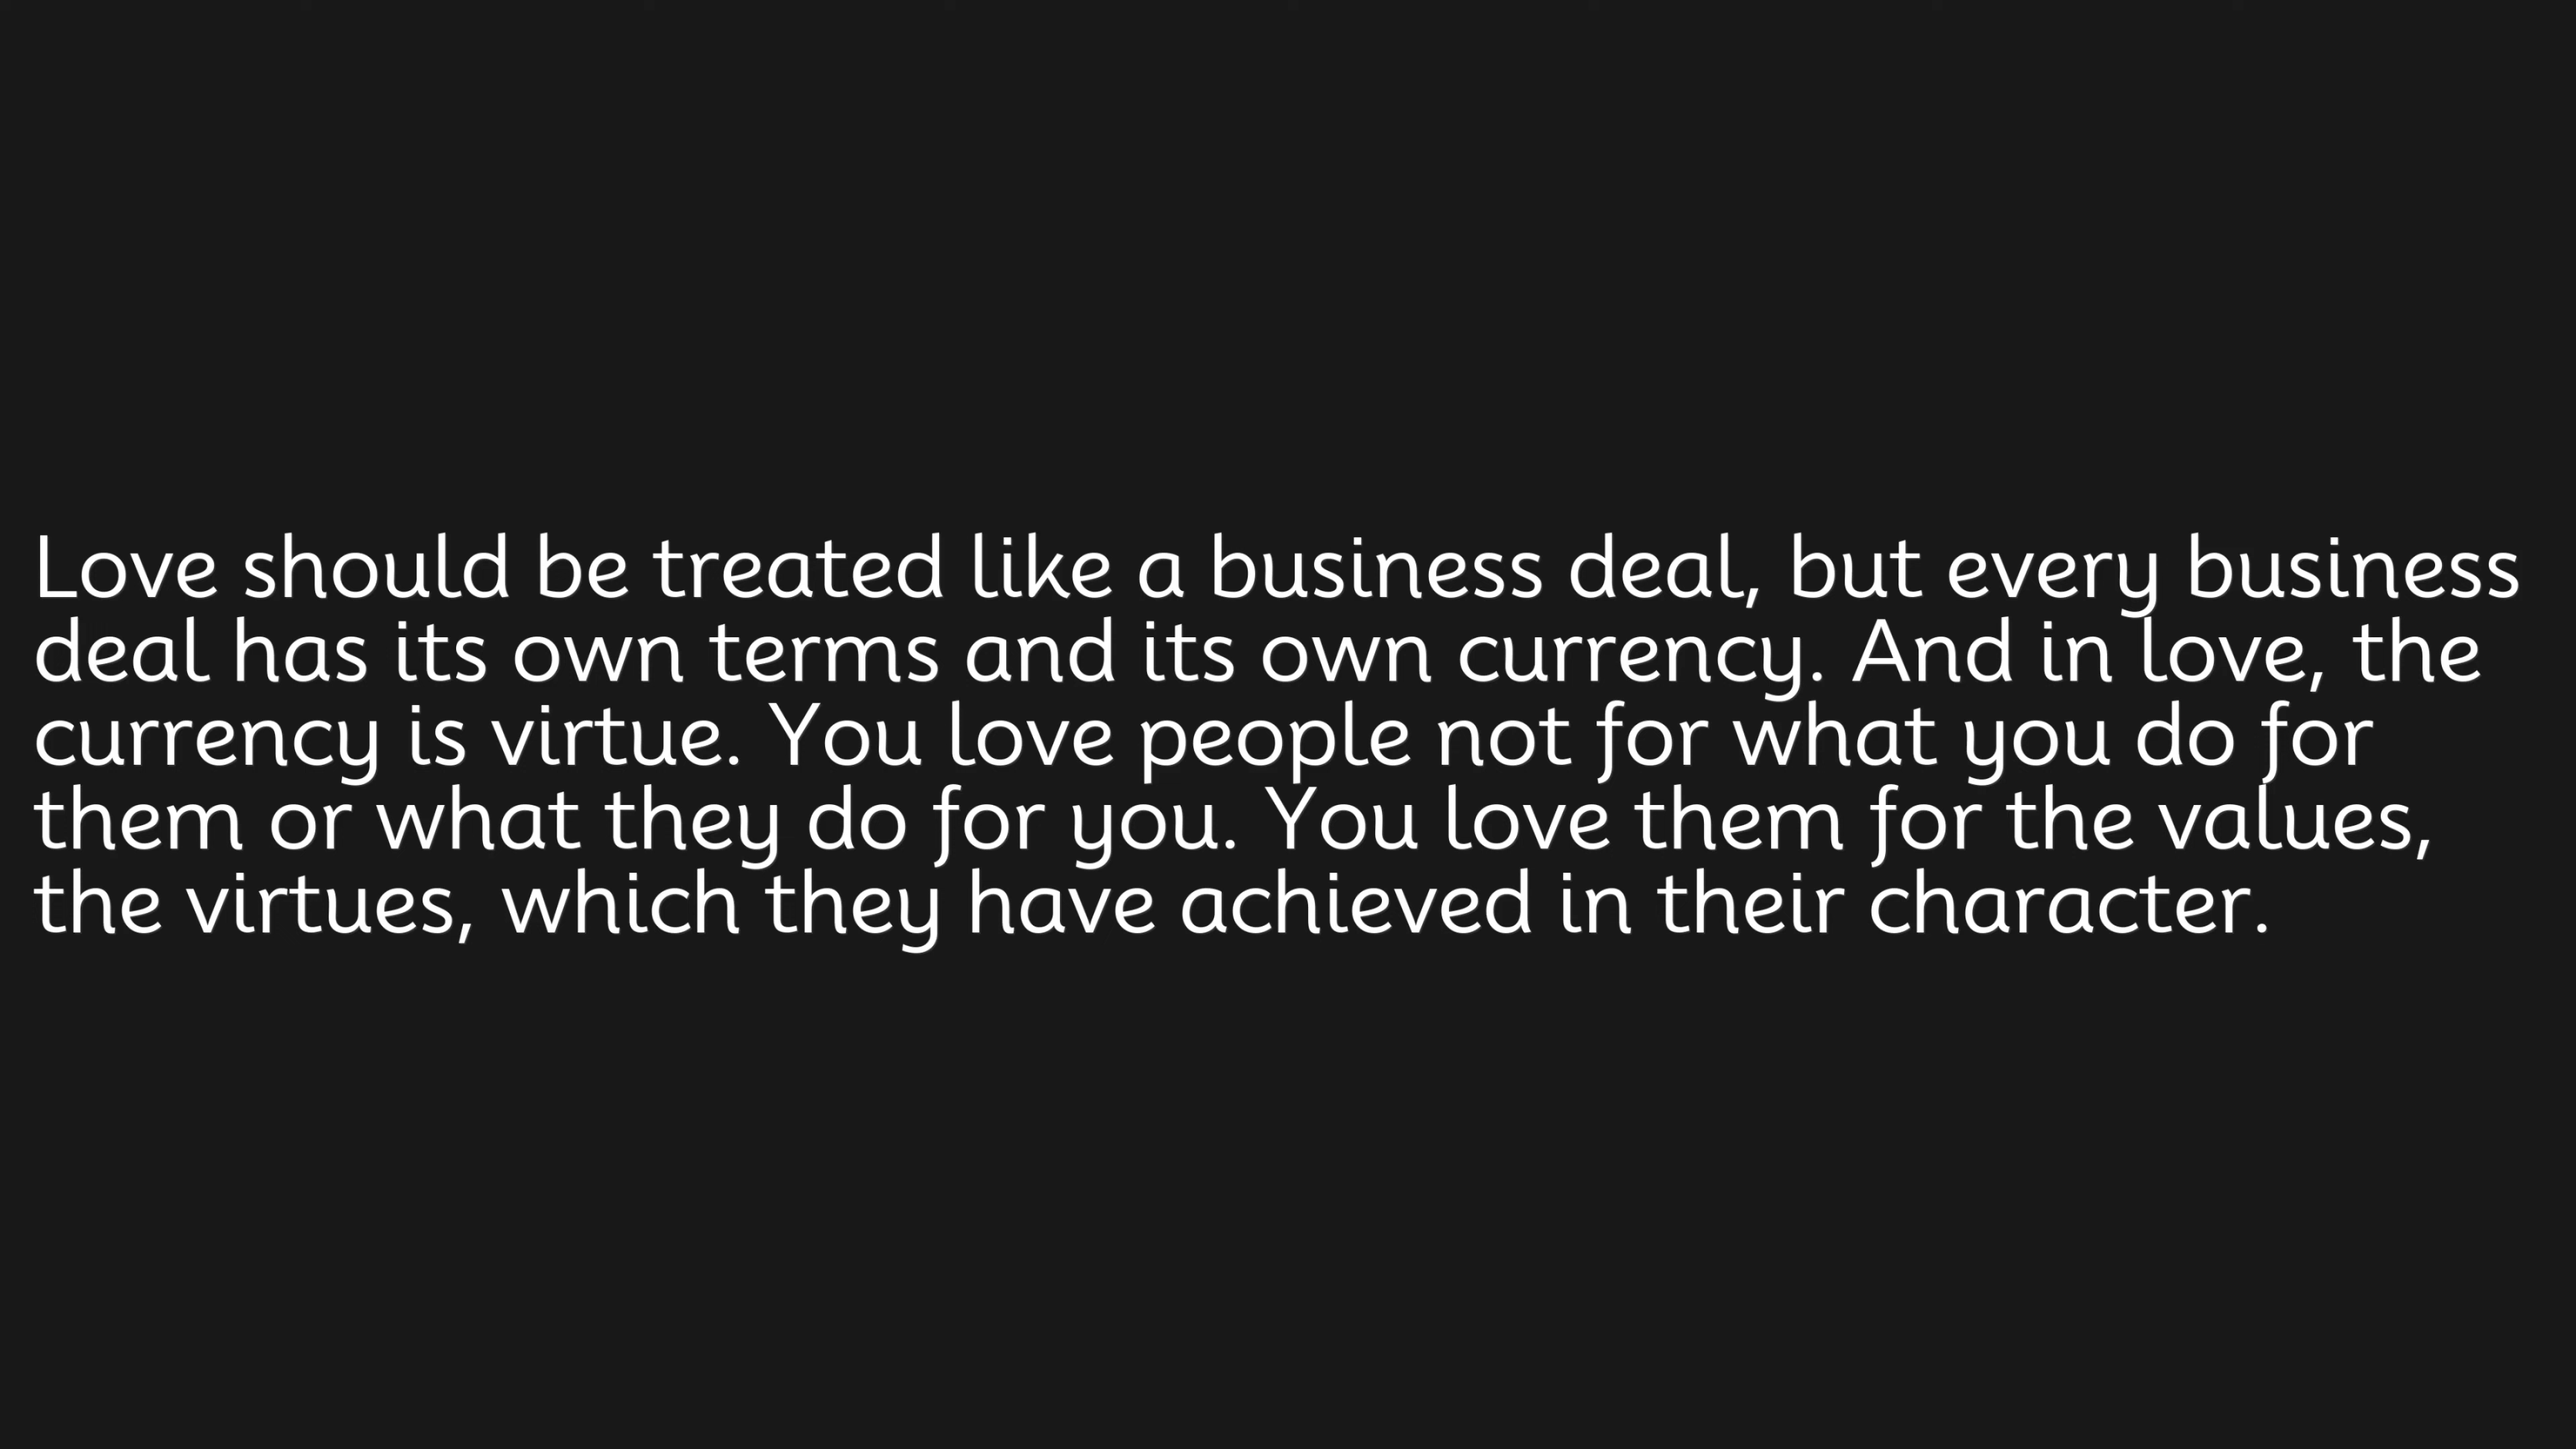 Love should be treated like a business deal, but every business
deal has its own terms and its own currency. And in love, the
currency is virtue. You love people not for what you do for
them or what they do for you. You love them for the values,
the virtues, which they have achieved in their character.